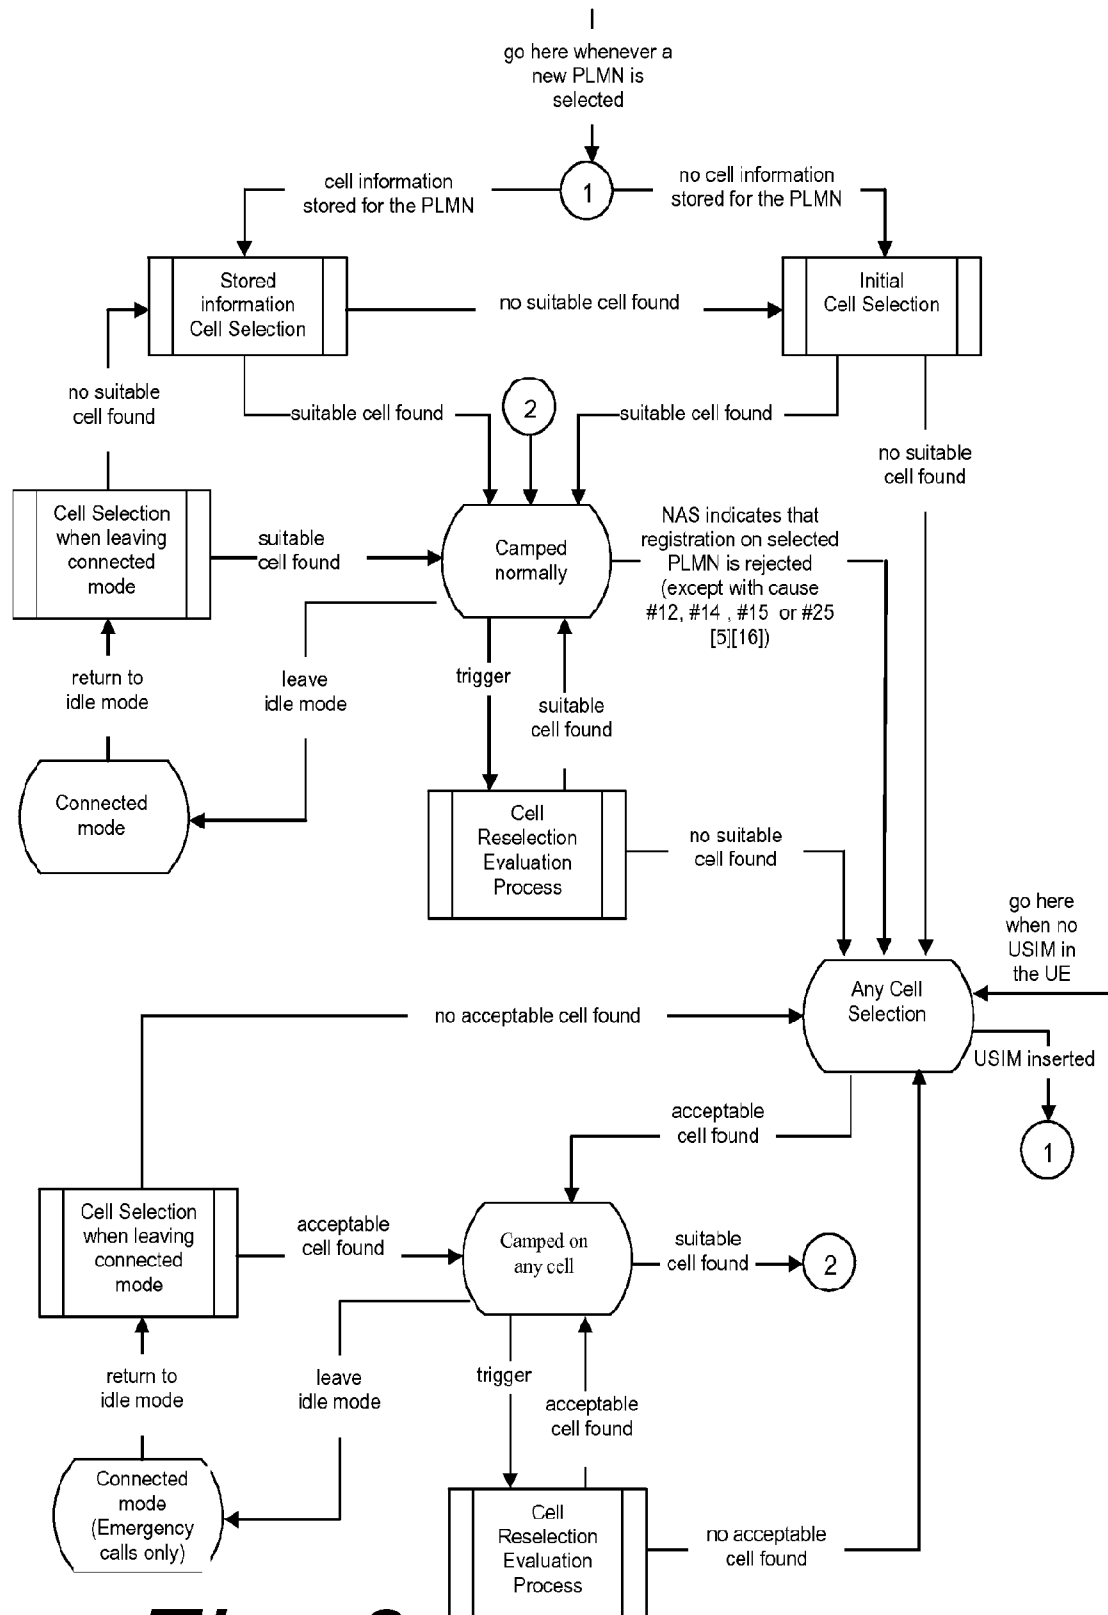 go here whenever a
new PLMN is
selected
1
cell information
stored for the PLMN
no cell information
stored for the PLMN
Stored
information
Cell Selection
no suitable cell found
Initial
Cell Selection
no suitable
cell found
suitable cell found
2
suitable cell found
no suitable
cell found
Cell Selection
when leaving
connected
mode
suitable
cell found
Camped
normally
NAS indicates that
registration on selected
PLMN is rejected
(except with cause
#12, #14 , #15 or #25
[5][16])
return to
idle mode
leave
idle mode
trigger
suitable
cell found
Connected
mode
Cell
Reselection
Evaluation
Process
no suitable
cell found
go here
when no
USIM in
the UE
Any Cell
Selection
no acceptable cell found
USIM inserted
1
acceptable
cell found
Cell Selection
when leaving
connected
mode
acceptable
cell found
Camped on
any cell
suitable
cell found
2
return to
idle mode
leave
idle mode
trigger
acceptable
cell found
Connected
mode
(Emergency
calls only)
Cell
Reselection
Evaluation
Process
no acceptable
cell found